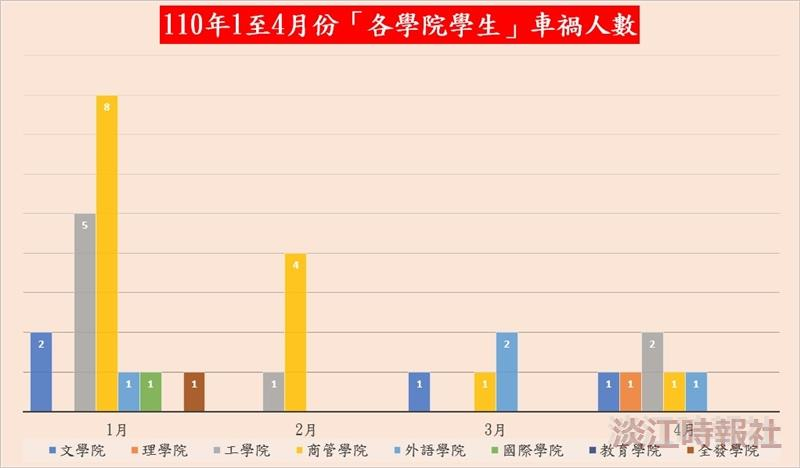 110年1至4月份「各學院學生」車禍人數
8
5
4
2
2
2
1
1
1
1
1
1
1
1
1
1
1月
2月
3月
4月
淡江時報社
文學院
理學院
工學院
商管學院
外語學院
國際學院
教育學院
全發學院